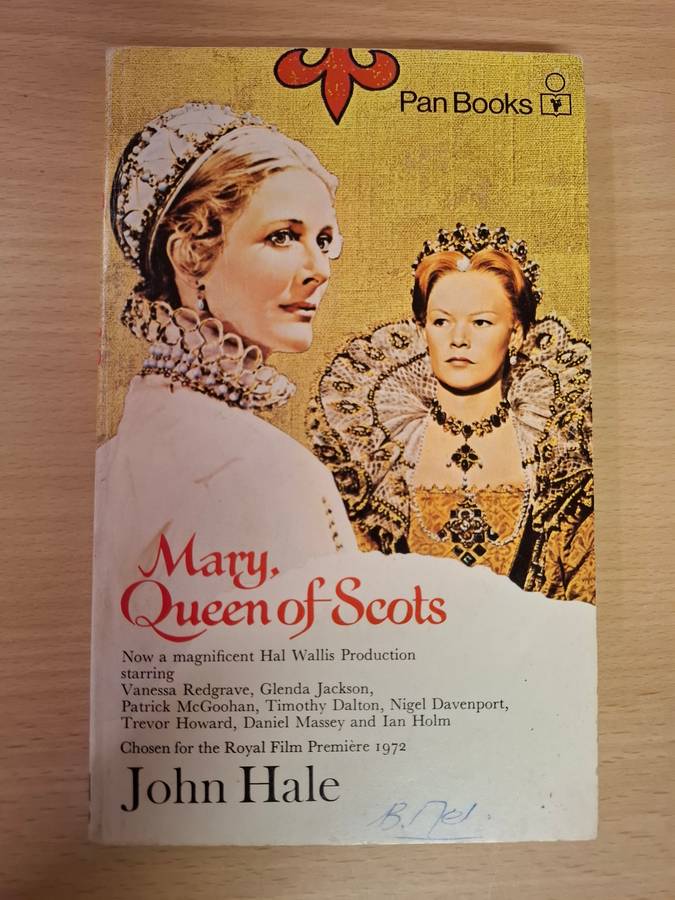 Pan Books
Mary,
Queen of Scots
Now a magnificent Hal Wallis Production
starring
Vanessa Redgrave, Glenda Jackson,
Patrick McGoohan, Timothy Dalton, Nigel Davenport,
Trevor Howard, Daniel Massey and Ian Holm
Chosen for the Royal Film Première 1972
John Hale